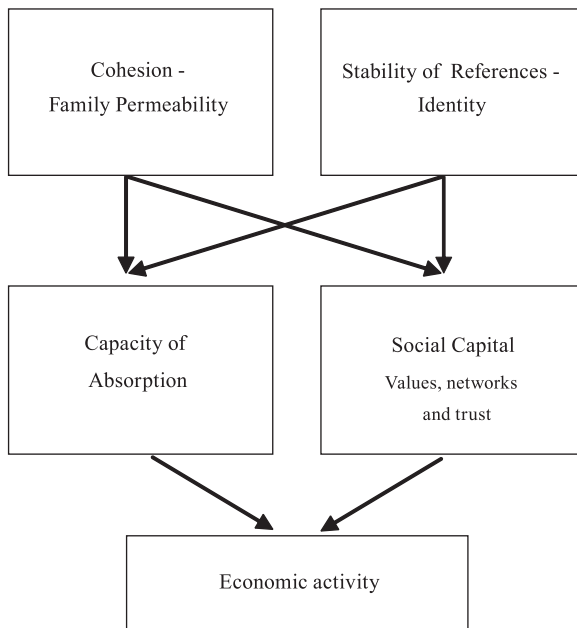 Cohesion -
Family Permeability
Stability of References -
Identity
Capacity of
Absorption
Social Capital
Values, networks
and trust
Economic activity